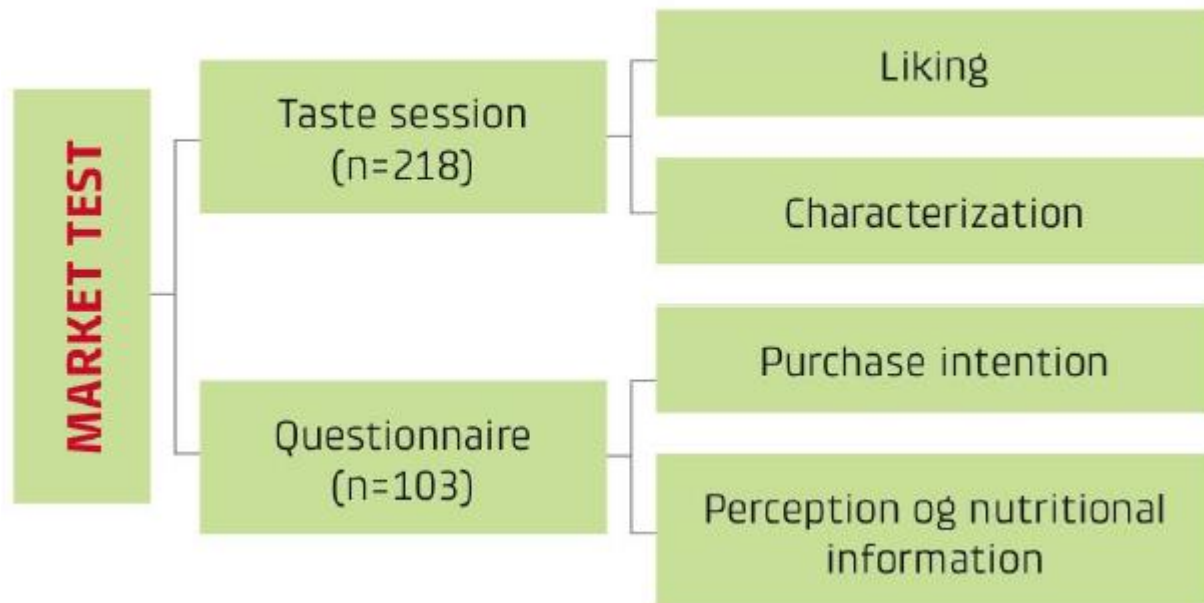 MARKET TEST
Taste session
(n=218)
Liking
Characterization
Questionnaire
(n=103)
Purchase intention
Perception og nutritional
information